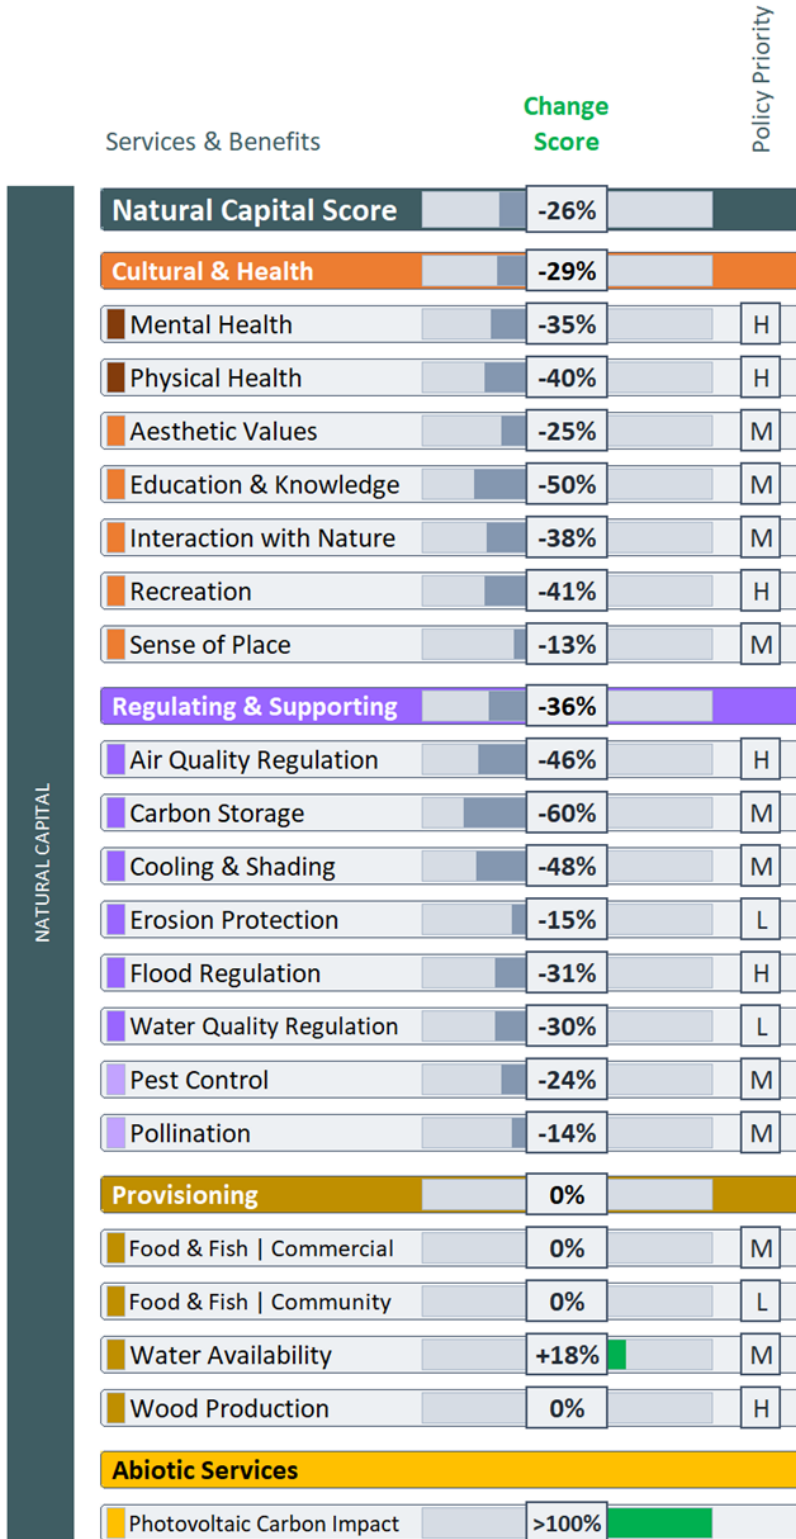 Policy Priority
Change
Services & Benefits Score
Natural Capital Score -26%
Cultural & Health -29%
Mental Health -35% H
Physical Health -40% H
Aesthetic Values -25% M
Education & Knowledge -50% M
Interaction with Nature -38% M
Recreation -41% H
Sense of Place -13% M
Regulating & Supporting -36%
Air Quality Regulation -46% H
Carbon Storage -60% M
Cooling & Shading -48% M
Erosion Protection -15% L
Flood Regulation -31% H
Water Quality Regulation -30% L
Pest Control -24% M
Pollination -14% M
Provisioning 0%
Food & Fish | Commercial 0% M
Food & Fish | Community 0% L
Water Availability +18% M
Wood Production 0% H
Abiotic Services
Photovoltaic Carbon Impact >100%
NATURAL CAPITAL